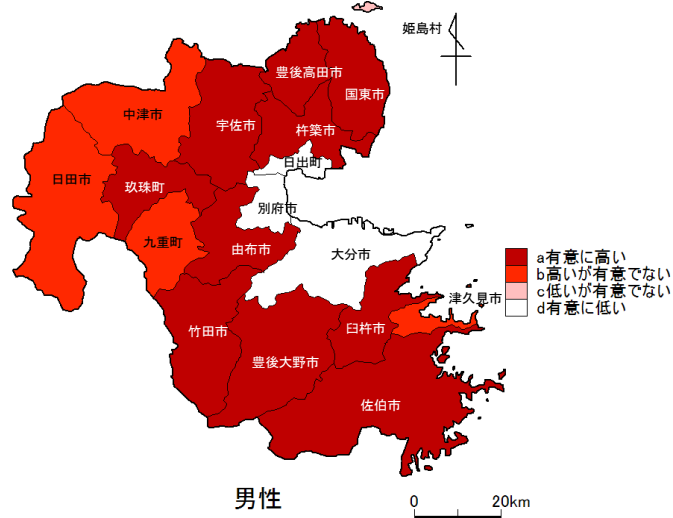 姫島村
豊後高田市
国東市
中津市
宇佐市
杵築市
日出町
日田市
玖珠町
別府市
九重町
由布市
大分市
a有意に高い
b高いが有意でない
c低いが有意でない
d有意に低い
津久見市
竹田市
臼杵市
豊後大野市
佐伯市
男性
0 20km